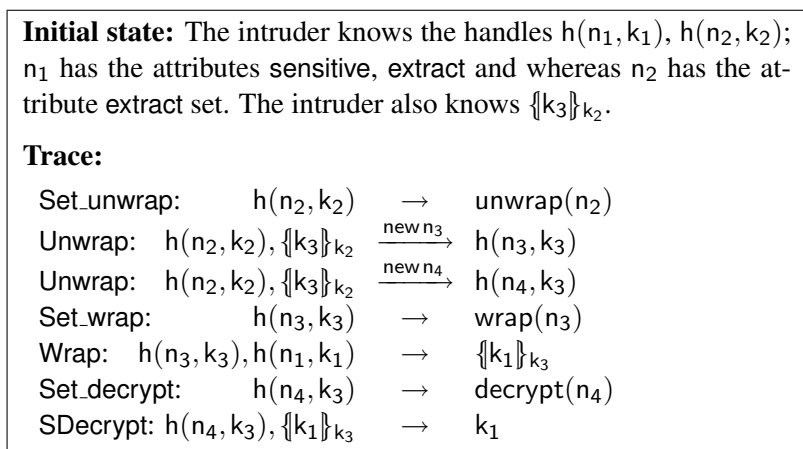 Initial state: The intruder knows the handles h(n₁,k₁), h(n₂,k₂);
n₁ has the attributes sensitive, extract and whereas n₂ has the at-
tribute extract set. The intruder also knows {|k₃|}ₖ₂.
Trace:
Set_unwrap: h(n₂,k₂) → unwrap(n₂)
Unwrap: h(n₂,k₂),{|k₃|}ₖ₂ —new n₃→ h(n₃,k₃)
Unwrap: h(n₂,k₂),{|k₃|}ₖ₂ —new n₄→ h(n₄,k₃)
Set_wrap: h(n₃,k₃) → wrap(n₃)
Wrap: h(n₃,k₃),h(n₁,k₁) → {|k₁|}ₖ₃
Set_decrypt: h(n₄,k₃) → decrypt(n₄)
SDecrypt: h(n₄,k₃),{|k₁|}ₖ₃ → k₁